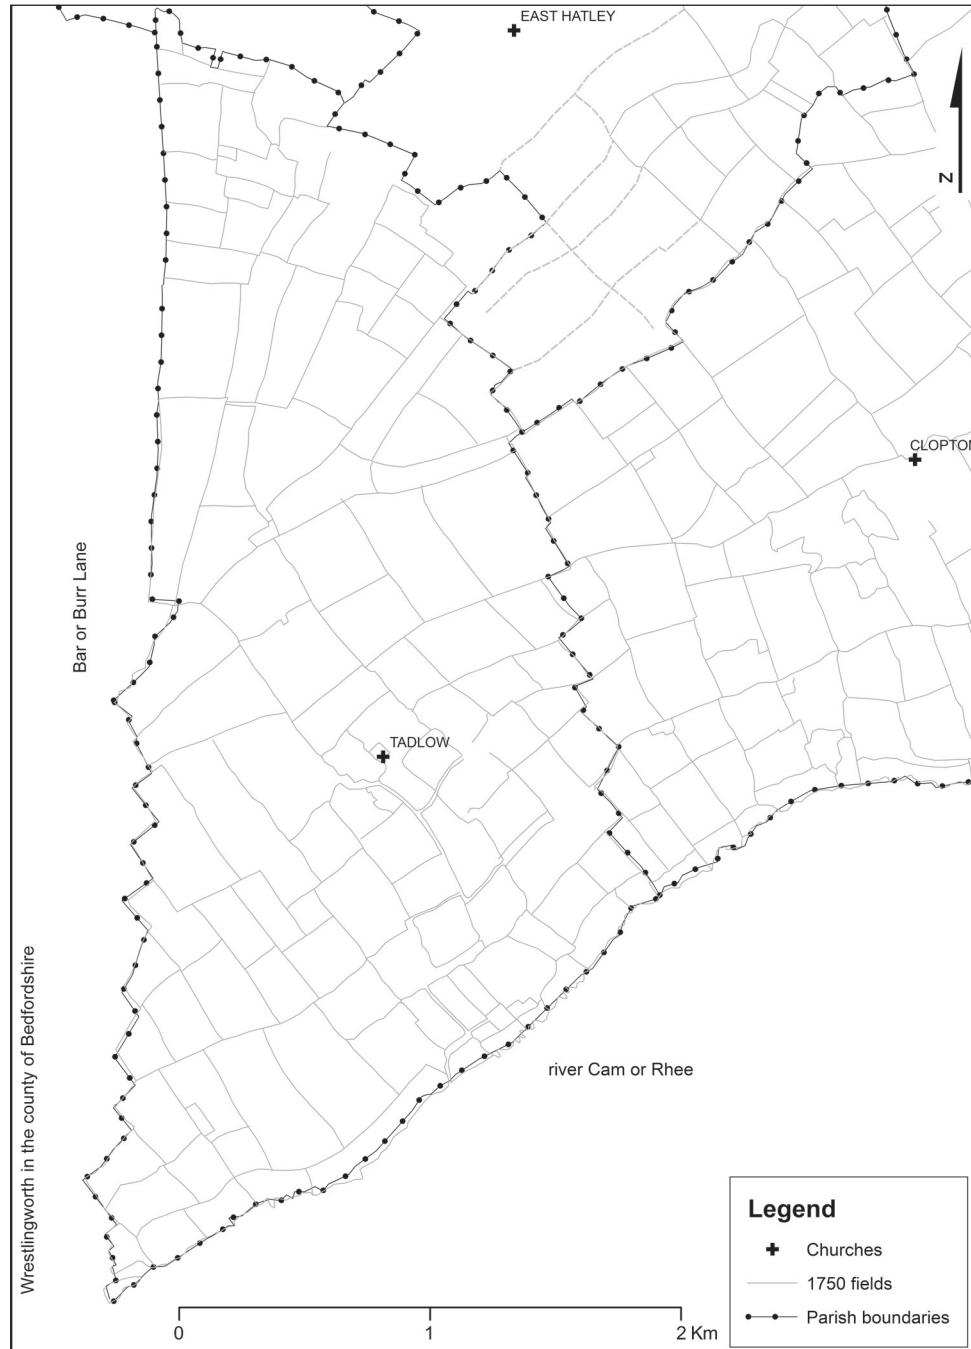 EAST HATLEY
N
CLOPTON
Bar or Burr Lane
TADLOW
Wrestlingworth in the county of Bedfordshire
river Cam or Rhee
Legend
Churches
1750 fields
Parish boundaries
0 1 2 Km